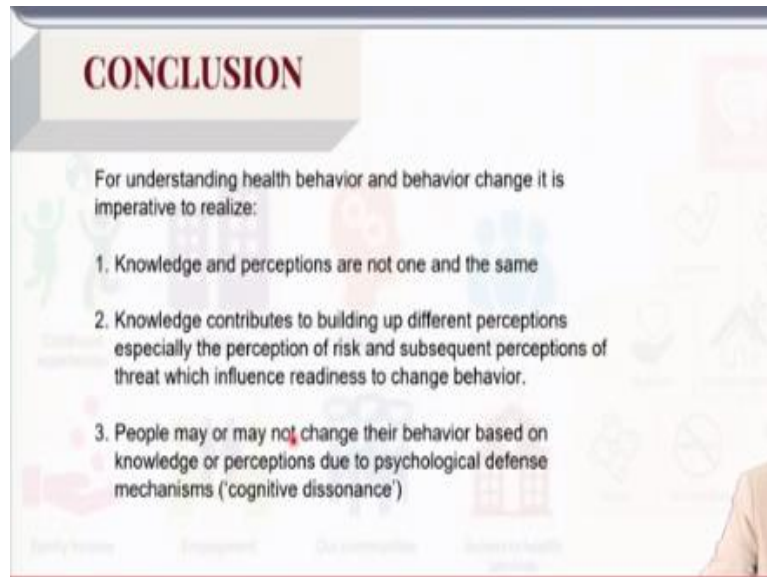 CONCLUSION
For understanding health behavior and behavior change it is
imperative to realize:
1. Knowledge and perceptions are not one and the same
2. Knowledge contributes to building up different perceptions
especially the perception of risk and subsequent perceptions of
threat which influence readiness to change behavior.
3. People may or may not change their behavior based on
knowledge or perceptions due to psychological defense
mechanisms ('cognitive dissonance')